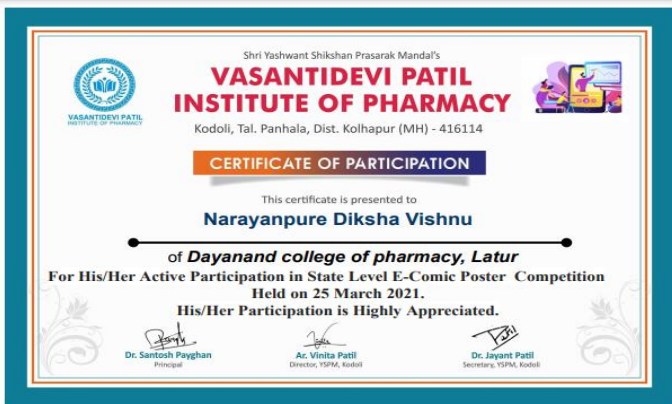 Shri Yashwant Shikshan Prasarak Mandal's
VASANTIDEVI PATIL
INSTITUTE OF PHARMACY
VASANTIDEVI PATIL
INSTITUTE OF PHARMACY
Kodoli, Tal. Panhala, Dist. Kolhapur (MH) - 416114
CERTIFICATE OF PARTICIPATION
This certificate is presented to
Narayanpure Diksha Vishnu
of Dayanand college of pharmacy, Latur
For His/Her Active Participation in State Level E-Comic Poster Competition
Held on 25 March 2021.
His/Her Participation is Highly Appreciated.
Dr. Santosh Payghan
Principal
Ar. Vinita Patil
Director, YSPM, Kodoli
Dr. Jayant Patil
Secretary, YSPM, Kodoli